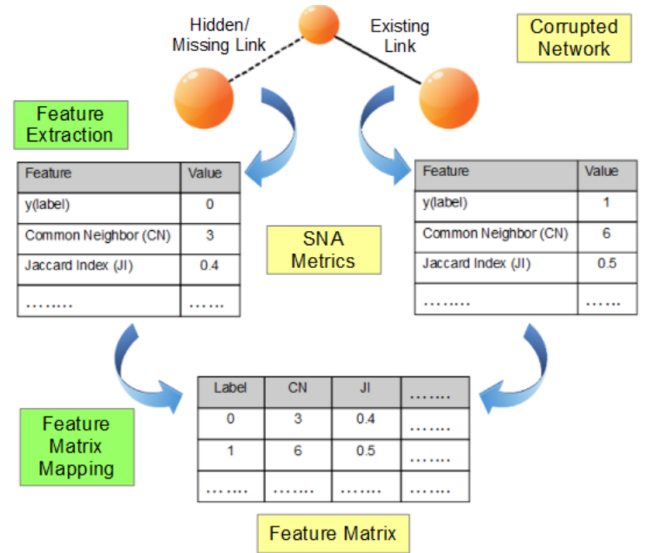 Hidden/
Missing Link
Existing
Link
Corrupted
Network
Feature
Extraction
Feature Value
y(label) 0
Common Neighbor (CN) 3
Jaccard Index (JI) 0.4
........ ......
SNA
Metrics
Feature Value
y(label) 1
Common Neighbor (CN) 6
Jaccard Index (JI) 0.5
........ ......
Feature
Matrix
Mapping
Label CN JI .......
0 3 0.4 .......
1 6 0.5 .......
....... ....... ....... .......
Feature Matrix